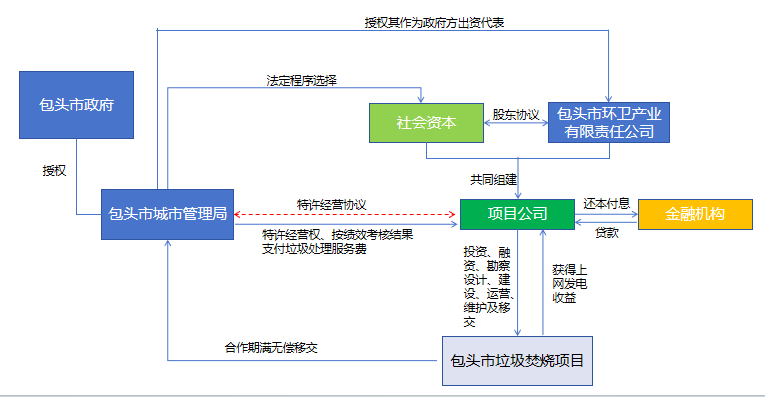 授权其作为政府方出资代表
法定程序选择
包头市政府
社会资本
股东协议
包头市环卫产业
有限责任公司
授权
共同组建
包头市城市管理局
特许经营协议
项目公司
还本付息
金融机构
贷款
特许经营权、按绩效考核结果
支付垃圾处理服务费
投资、融
资、勘察
设计、建
设、运营、
维护及移
交
获得上
网发电
收益
合作期满无偿移交
包头市垃圾焚烧项目